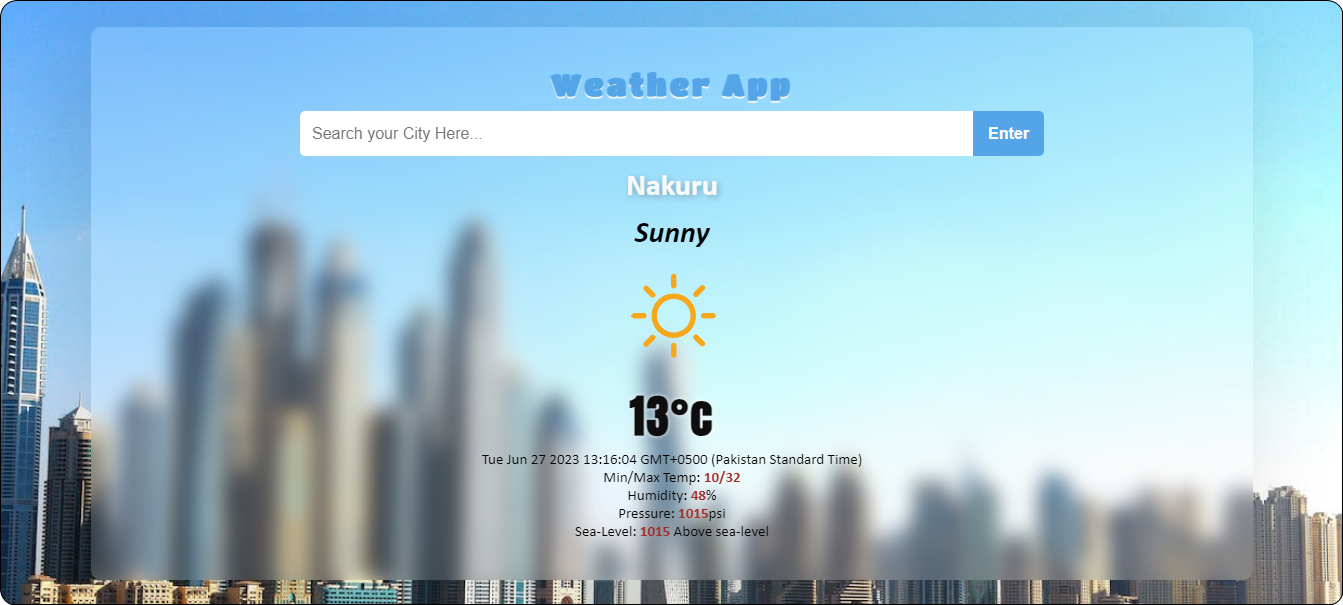 Weather App
Search your City Here...
Enter
Nakuru
Sunny
13°C
Tue Jun 27 2023 13:16:04 GMT+0500 (Pakistan Standard Time)
Min/Max Temp: 10/32
Humidity: 48%
Pressure: 1015psi
Sea-Level: 1015 Above sea-level